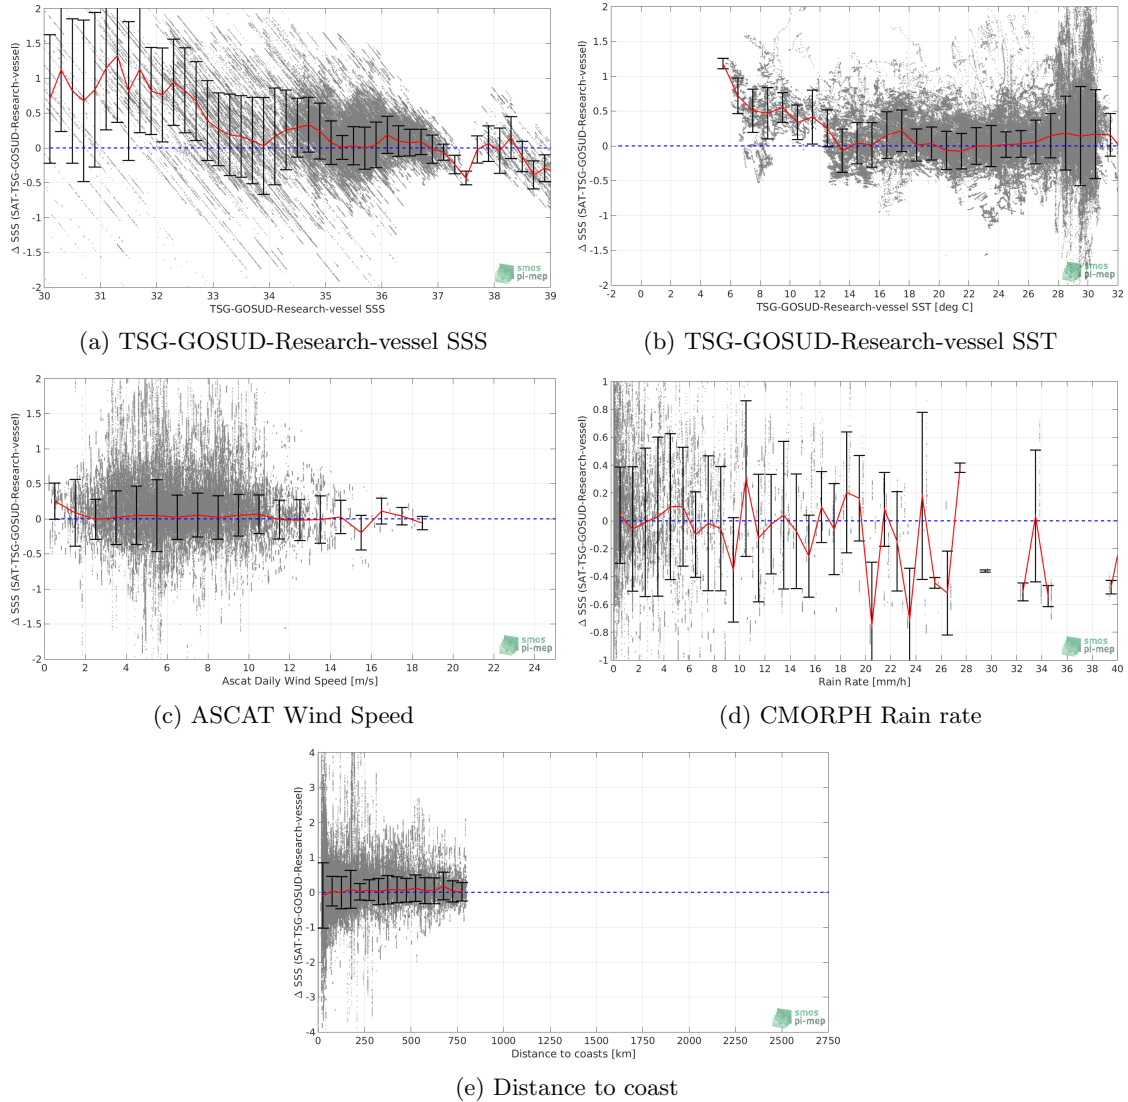 Δ SSS (SAT-TSG-GOSUD-Research-vessel)
2
1.5
1
0.5
0
-0.5
-1
-1.5
-2
30 31 32 33 34 35 36 37 38 39
TSG-GOSUD-Research-vessel SSS
smos
pi-mep
(a) TSG-GOSUD-Research-vessel SSS
Δ SSS (SAT-TSG-GOSUD-Research-vessel)
2
1.5
1
0.5
0
-0.5
-1
-1.5
-2
-2 0 2 4 6 8 10 12 14 16 18 20 22 24 26 28 30 32
TSG-GOSUD-Research-vessel SST [deg C]
smos
pi-mep
(b) TSG-GOSUD-Research-vessel SST
Δ SSS (SAT-TSG-GOSUD-Research-vessel)
2
1.5
1
0.5
0
-0.5
-1
-1.5
-2
0 2 4 6 8 10 12 14 16 18 20 22 24
Ascat Daily Wind Speed [m/s]
smos
pi-mep
(c) ASCAT Wind Speed
Δ SSS (SAT-TSG-GOSUD-Research-vessel)
1
0.8
0.6
0.4
0.2
0
-0.2
-0.4
-0.6
-0.8
-1
0 2 4 6 8 10 12 14 16 18 20 22 24 26 28 30 32 34 36 38 40
Rain Rate [mm/h]
smos
pi-mep
(d) CMORPH Rain rate
Δ SSS (SAT-TSG-GOSUD-Research-vessel)
4
3
2
1
0
-1
-2
-3
-4
0 250 500 750 1000 1250 1500 1750 2000 2250 2500 2750
Distance to coasts [km]
smos
pi-mep
(e) Distance to coast